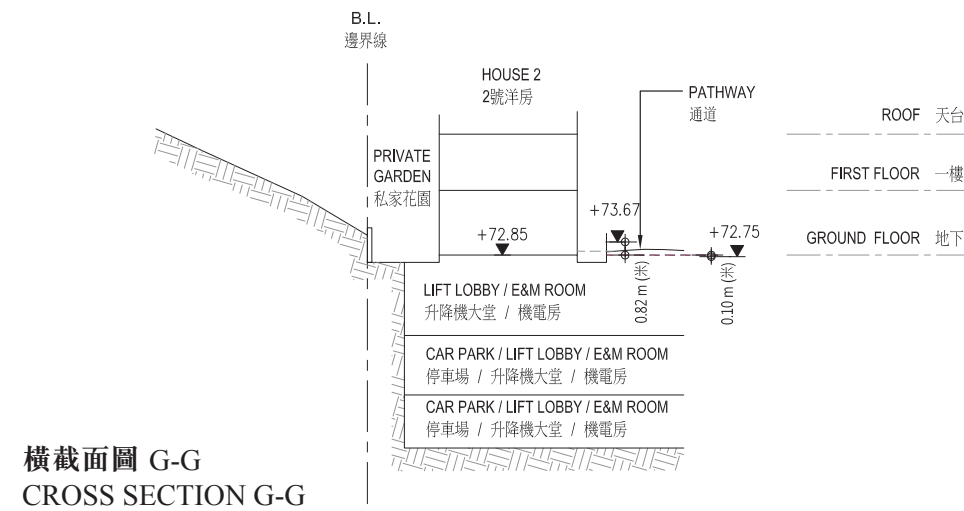 B.L.
邊界線
HOUSE 2
2號洋房
PATHWAY
通道
ROOF 天台
PRIVATE
GARDEN
私家花園
FIRST FLOOR 一樓
+73.67
+72.85
+72.75
GROUND FLOOR 地下
0.82 m (米)
0.10 m (米)
LIFT LOBBY / E&M ROOM
升降機大堂 / 機電房
CAR PARK / LIFT LOBBY / E&M ROOM
停車場 / 升降機大堂 / 機電房
CAR PARK / LIFT LOBBY / E&M ROOM
停車場 / 升降機大堂 / 機電房
橫截面圖 G-G
CROSS SECTION G-G